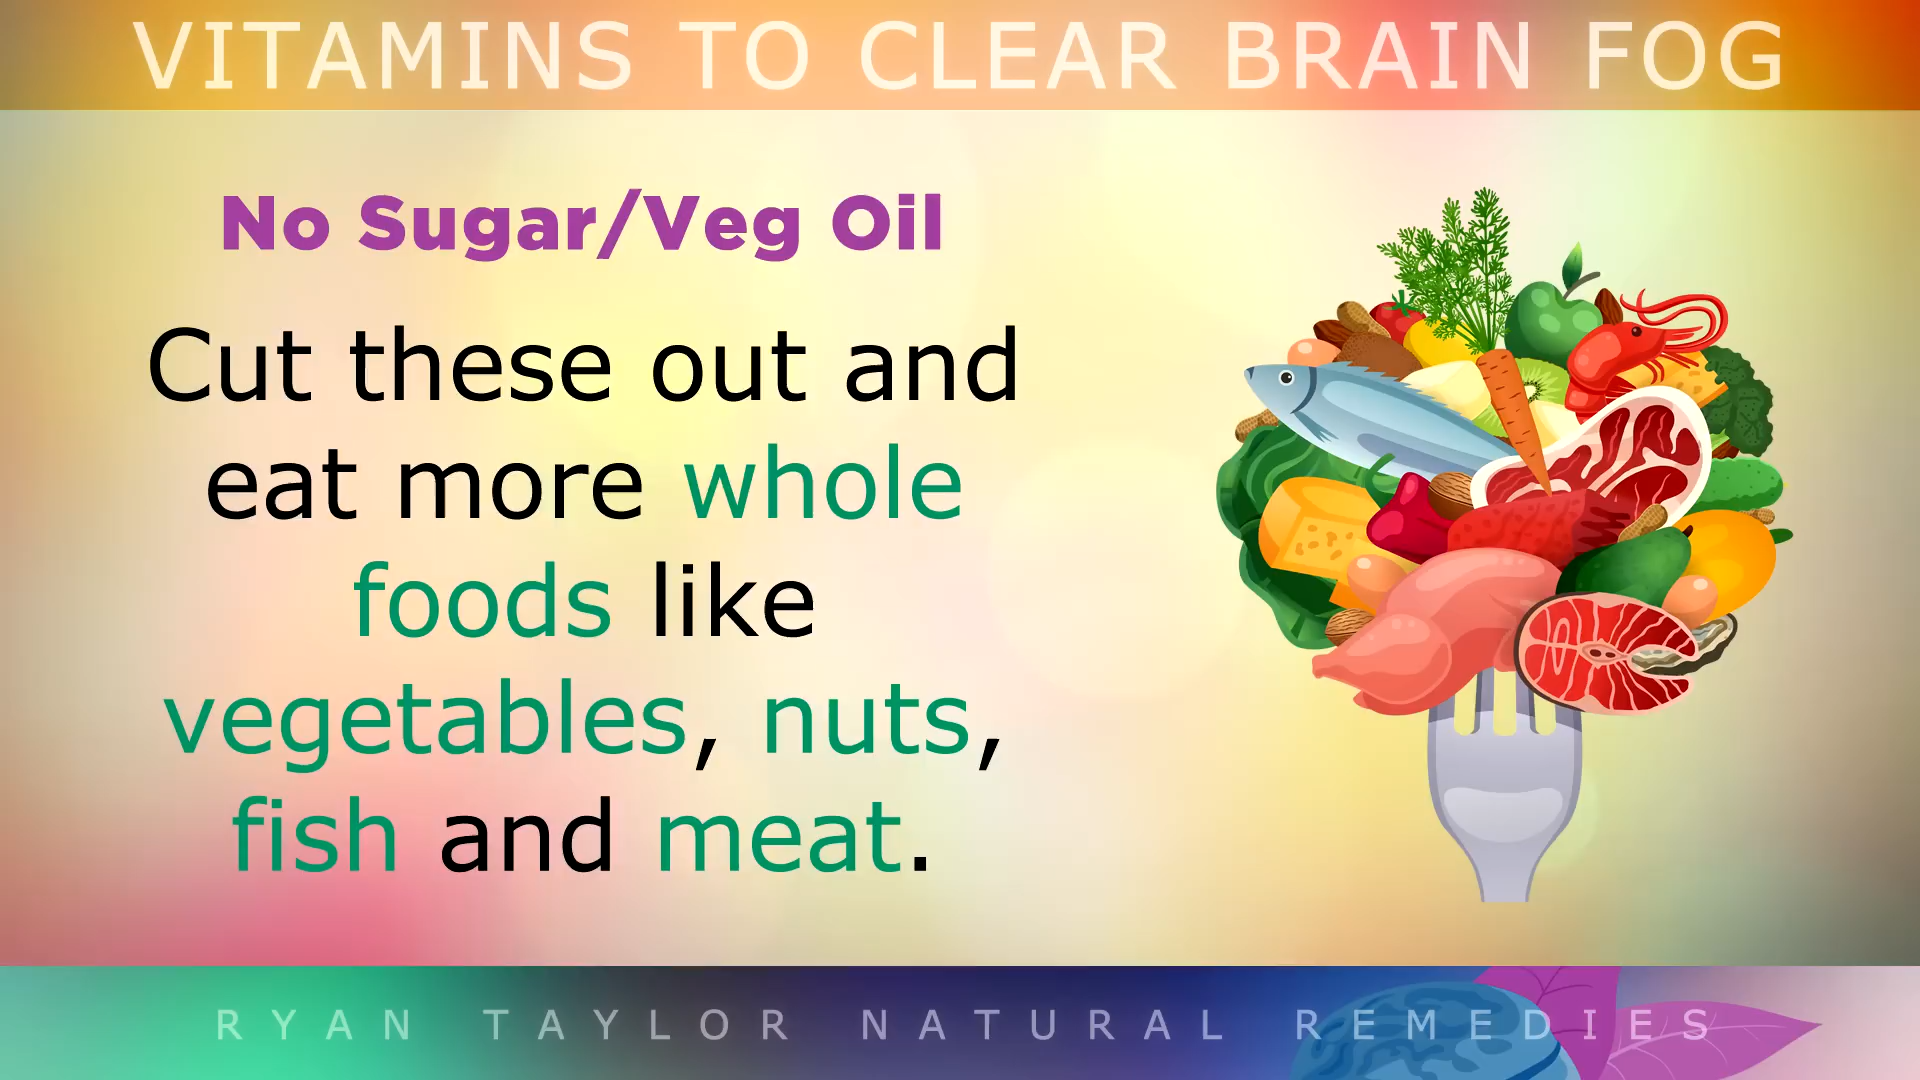 VITAMINS TO CLEAR BRAIN FOG
No Sugar/Veg Oil
Cut these out and
eat more whole
foods like
vegetables, nuts,
fish and meat.
RYAN TAYLOR NATURAL REMEDIES